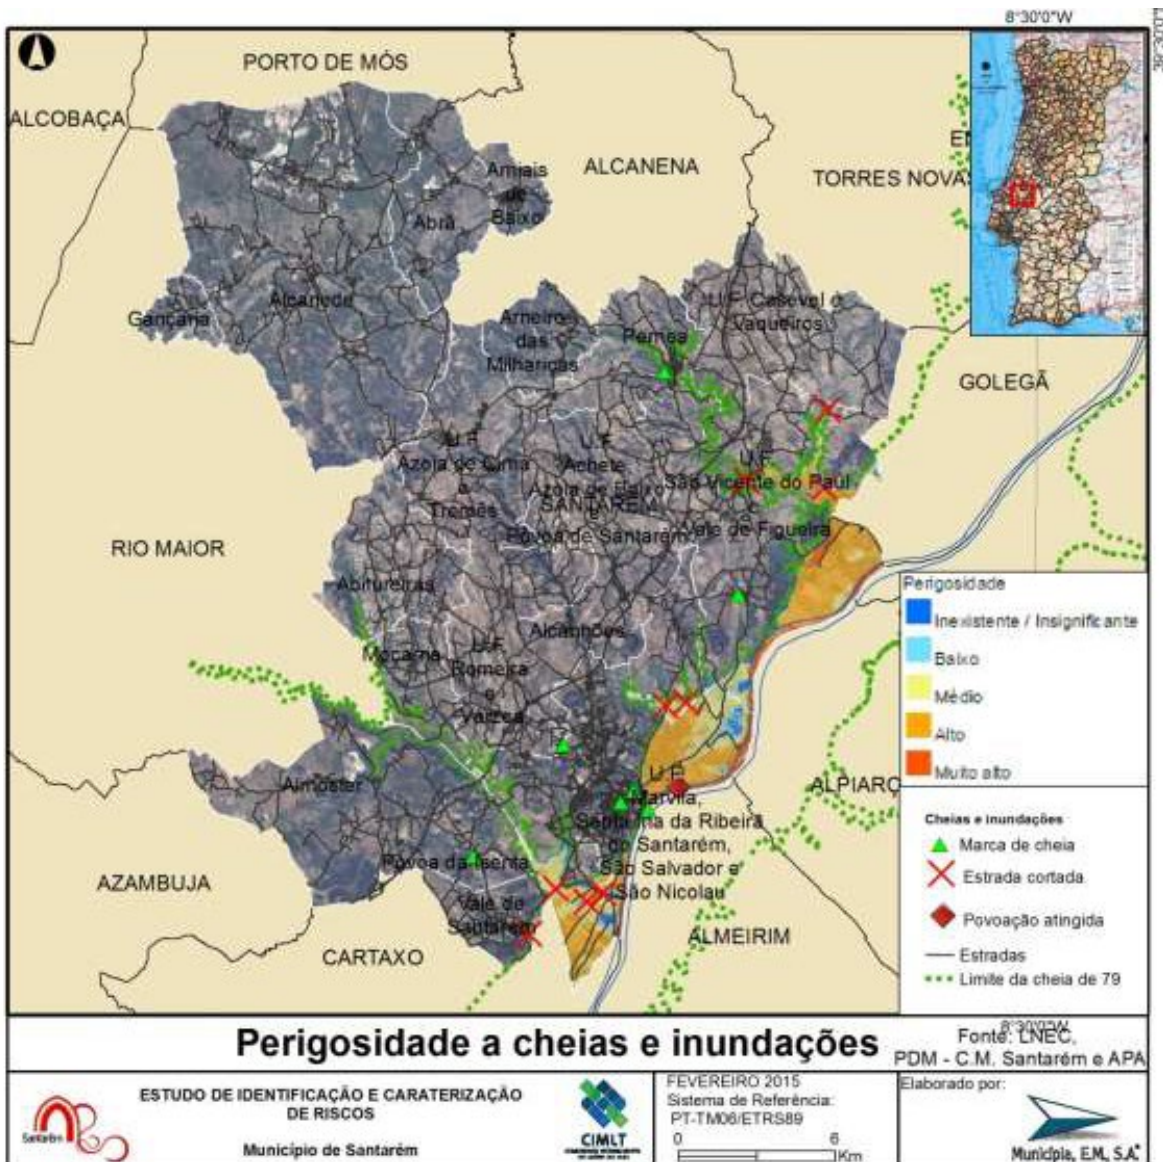 8°30'0"W
PORTO DE MÓS
ALCOBAÇA
ALCANENA
TORRES NOVAS
Amiais
de
Baixo
Abrã
Alcanede
Gançaria
Arneiro
das
Milhariças
Pernes
U.F. Casével e
Vaqueiros
GOLEGÃ
U.F.
Azoia de Cima
e
Tremês
U.F.
Achete
Azoia de Baixo
SANTARÉM
e
Póvoa de Santarém
U.F.
São Vicente do Paul
Vale de Figueira
RIO MAIOR
Abitureiras
Moçarria
Alcanhões
U.F.
Romeira
e
Várzea
Almoster
Póvoa da Isenta
Vale de
Santarém
U.F.
Marvila,
Santa Iria da Ribeira
de Santarém,
São Salvador e
São Nicolau
AZAMBUJA
CARTAXO
ALMEIRIM
ALPIARÇ
Perigosidade
Inexistente / Insignificante
Baixo
Médio
Alto
Muito alto
Cheias e inundações
Marca de cheia
Estrada cortada
Povoação atingida
Estradas
Limite da cheia de 79
8°30'0"W
Perigosidade a cheias e inundações
Fonte: LNEC,
PDM - C.M. Santarém e APA
Santarém
ESTUDO DE IDENTIFICAÇÃO E CARATERIZAÇÃO
DE RISCOS
Município de Santarém
CIMLT
FEVEREIRO 2015
Sistema de Referência:
PT-TM06/ETRS89
0 6
Km
Elaborado por:
Município, E.M., S.A.